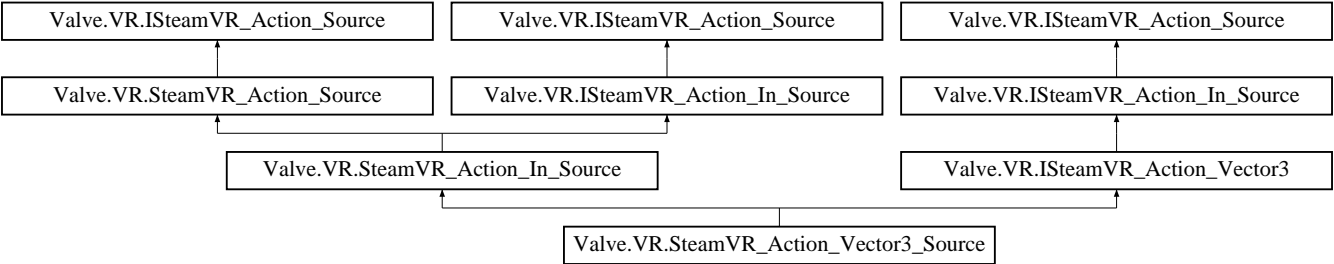 Valve.VR.ISteamVR_Action_Source
Valve.VR.ISteamVR_Action_Source
Valve.VR.ISteamVR_Action_Source
Valve.VR.SteamVR_Action_Source
Valve.VR.ISteamVR_Action_In_Source
Valve.VR.ISteamVR_Action_In_Source
Valve.VR.SteamVR_Action_In_Source
Valve.VR.ISteamVR_Action_Vector3
Valve.VR.SteamVR_Action_Vector3_Source